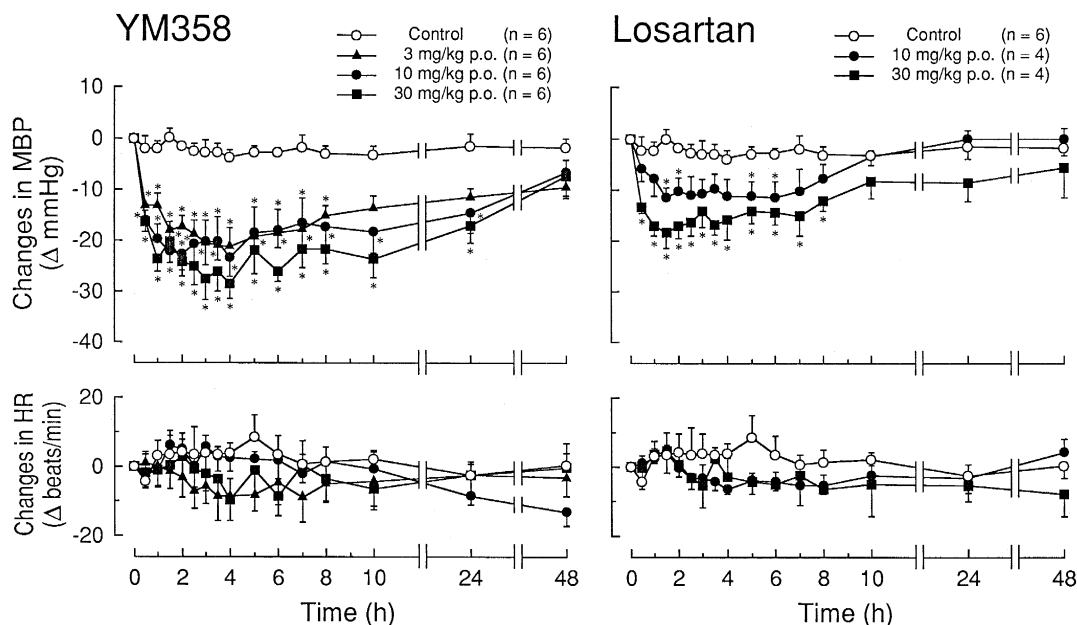 YM358
Control (n = 6)
3 mg/kg p.o. (n = 6)
10 mg/kg p.o. (n = 6)
30 mg/kg p.o. (n = 6)
Losartan
Control (n = 6)
10 mg/kg p.o. (n = 4)
30 mg/kg p.o. (n = 4)
Changes in MBP
(Δ mmHg)
10
0
-10
-20
-30
-40
Changes in HR
(Δ beats/min)
20
0
-20
0 2 4 6 8 10 24 48
Time (h)
0 2 4 6 8 10 24 48
Time (h)